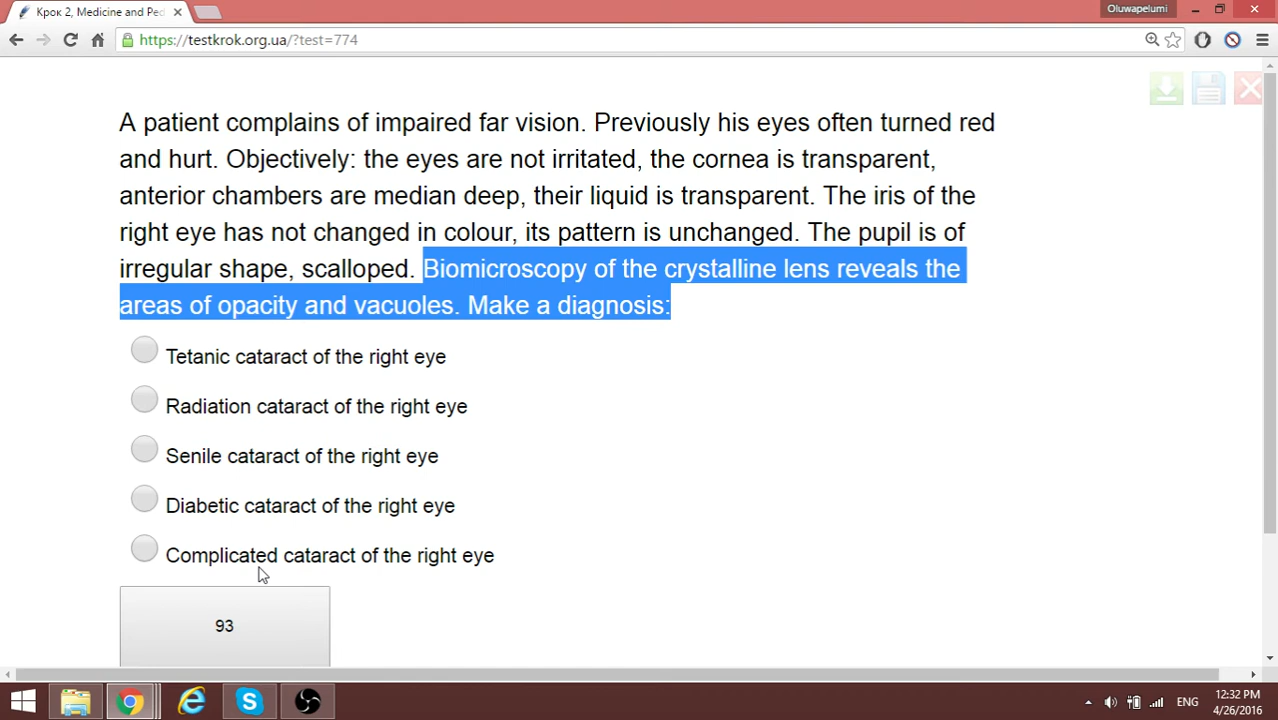 Крок 2, Medicine and Ped
Oluwapelumi
https://testkrok.org.ua/?test=774
A patient complains of impaired far vision. Previously his eyes often turned red
and hurt. Objectively: the eyes are not irritated, the cornea is transparent,
anterior chambers are median deep, their liquid is transparent. The iris of the
right eye has not changed in colour, its pattern is unchanged. The pupil is of
irregular shape, scalloped. Biomicroscopy of the crystalline lens reveals the
areas of opacity and vacuoles. Make a diagnosis:
Tetanic cataract of the right eye
Radiation cataract of the right eye
Senile cataract of the right eye
Diabetic cataract of the right eye
Complicated cataract of the right eye
93
ENG
12:32 PM
4/26/2016